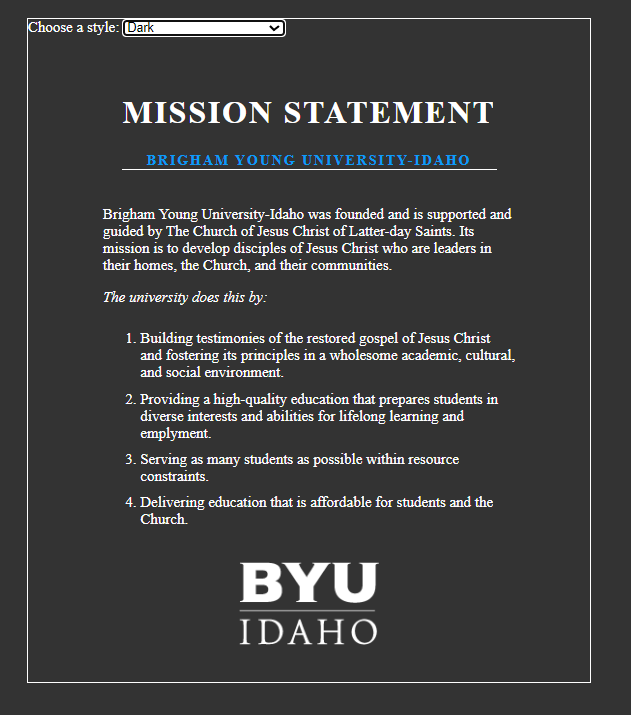 Choose a style: Dark
MISSION STATEMENT
BRIGHAM YOUNG UNIVERSITY-IDAHO
Brigham Young University-Idaho was founded and is supported and
guided by The Church of Jesus Christ of Latter-day Saints. Its
mission is to develop disciples of Jesus Christ who are leaders in
their homes, the Church, and their communities.
The university does this by:
1. Building testimonies of the restored gospel of Jesus Christ
and fostering its principles in a wholesome academic, cultural,
and social environment.
2. Providing a high-quality education that prepares students in
diverse interests and abilities for lifelong learning and
emplyment.
3. Serving as many students as possible within resource
constraints.
4. Delivering education that is affordable for students and the
Church.
BYU
IDAHO